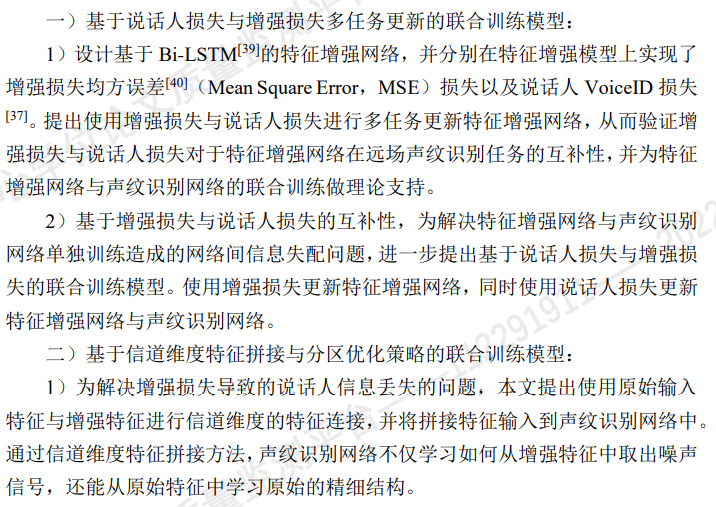 一）基于说话人损失与增强损失多任务更新的联合训练模型：
1）设计基于 Bi-LSTM[39]的特征增强网络，并分别在特征增强模型上实现了
增强损失均方误差[40]（Mean Square Error，MSE）损失以及说话人 VoiceID 损失
[37]。提出使用增强损失与说话人损失进行多任务更新特征增强网络，从而验证增
强损失与说话人损失对于特征增强网络在远场声纹识别任务的互补性，并为特征
增强网络与声纹识别网络的联合训练做理论支持。
2）基于增强损失与说话人损失的互补性，为解决特征增强网络与声纹识别
网络单独训练造成的网络间信息失配问题，进一步提出基于说话人损失与增强损
失的联合训练模型。使用增强损失更新特征增强网络，同时使用说话人损失更新
特征增强网络与声纹识别网络。
二）基于信道维度特征拼接与分区优化策略的联合训练模型：
1）为解决增强损失导致的说话人信息丢失的问题，本文提出使用原始输入
特征与增强特征进行信道维度的特征连接，并将拼接特征输入到声纹识别网络中。
通过信道维度特征拼接方法，声纹识别网络不仅学习如何从增强特征中取出噪声
信号，还能从原始特征中学习原始的精细结构。